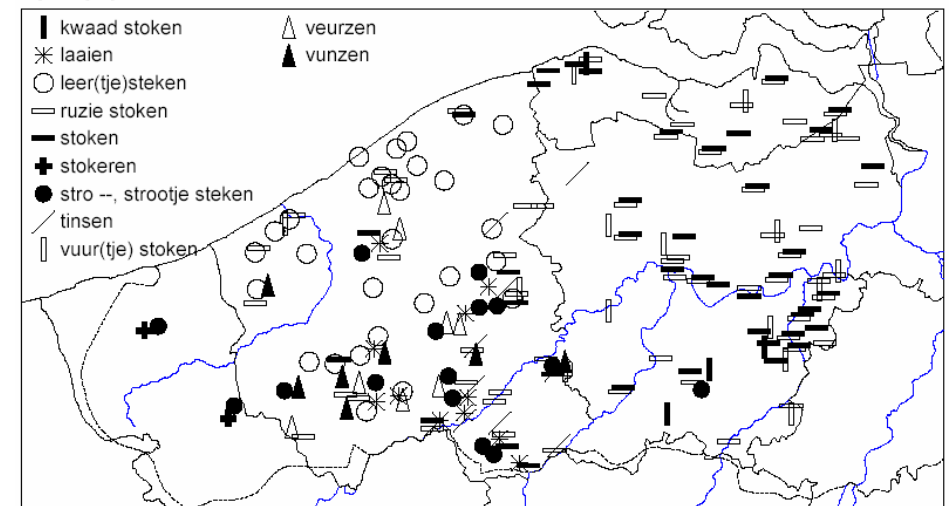 kwaad stoken
laaien
leer(tje)steken
ruzie stoken
stoken
stokeren
stro --, strootje steken
tinsen
vuur(tje) stoken
veurzen
vunzen